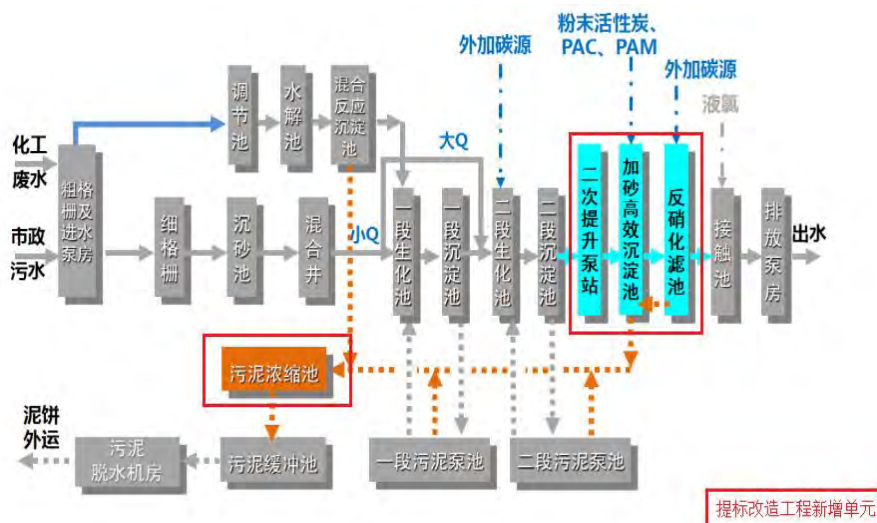 粉末活性炭、
PAC、PAM
外加碳源
外加碳源
液氯
调节池
水解池
混合
反应
沉淀
池
大Q
化工
废水
粗格
栅及
进水
泵房
市政
污水
细格栅
沉砂池
混合井
小Q
一段生化池
一段沉淀池
二段生化池
二段沉淀池
二次提升泵站
加砂高效沉淀池
反硝化滤池
接触池
排放泵房
出水
污泥浓缩池
泥饼
外运
污泥
脱水机房
污泥缓冲池
一段污泥泵池
二段污泥泵池
提标改造工程新增单元